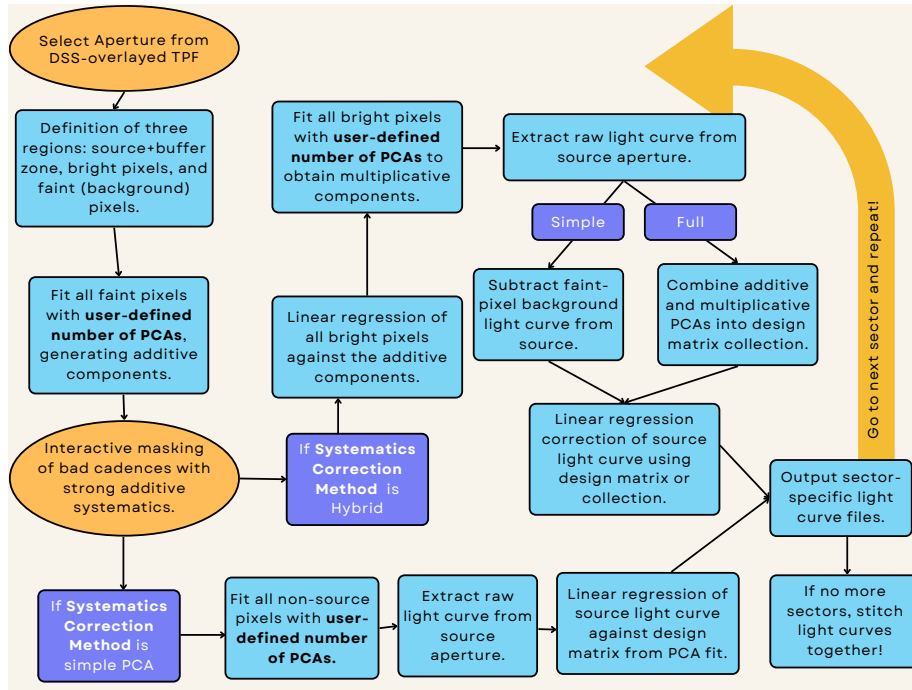 Select Aperture from
DSS-overlayed TPF
Definition of three
regions: source+buffer
zone, bright pixels, and
faint (background)
pixels.
Fit all faint pixels
with user-defined
number of PCAs,
generating additive
components.
Interactive masking
of bad cadences with
strong additive
systematics.
If Systematics
Correction
Method is
Hybrid
Linear regression of
all bright pixels
against the additive
components.
Fit all bright pixels
with user-defined
number of PCAs to
obtain multiplicative
components.
Extract raw light curve from
source aperture.
Simple
Full
Subtract faint-
pixel background
light curve from
source.
Combine additive
and multiplicative
PCAs into design
matrix collection.
Linear regression
correction of source
light curve using
design matrix or
collection.
If Systematics
Correction
Method is
simple PCA
Fit all non-source
pixels with user-
defined number
of PCAs.
Extract raw
light curve from
source
aperture.
Linear regression of
source light curve
against design
matrix from PCA fit.
Output sector-
specific light
curve files.
If no more
sectors, stitch
light curves
together!
Go to next sector and repeat!